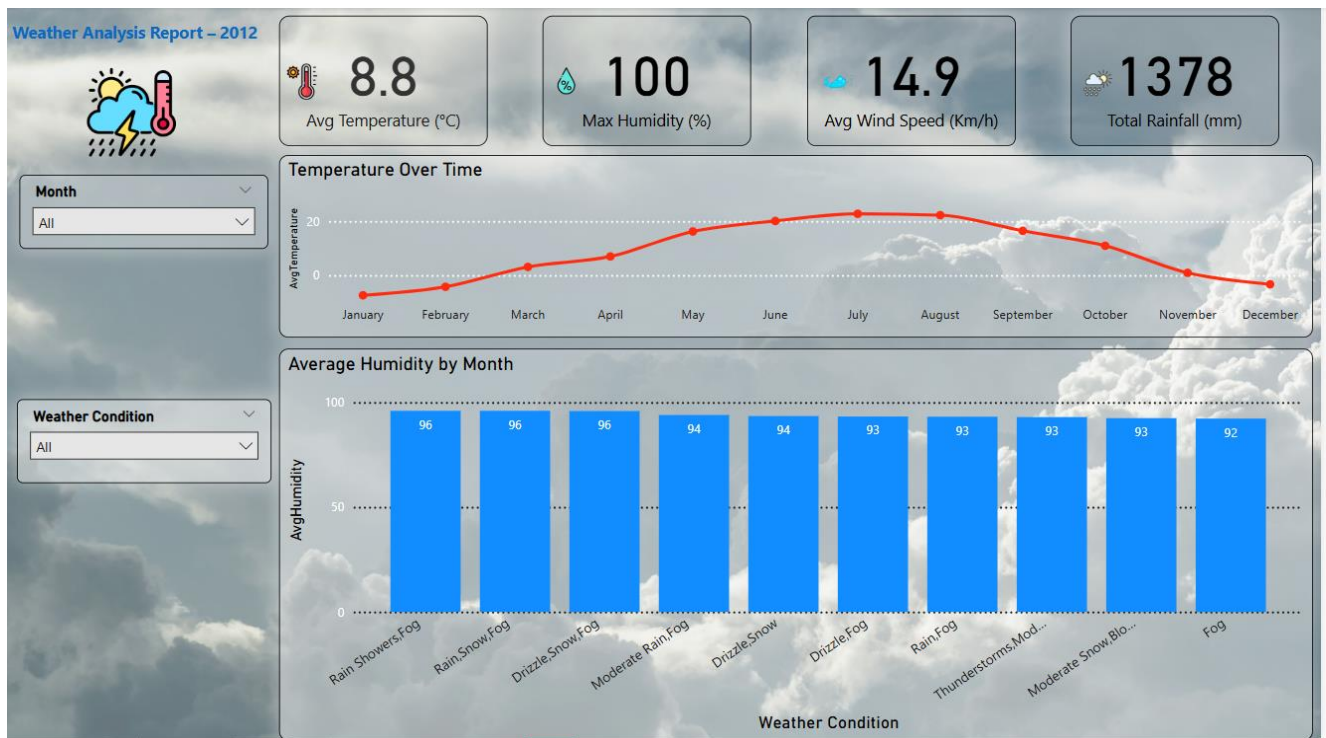 Weather Analysis Report – 2012
8.8
Avg Temperature (°C)
%
100
Max Humidity (%)
14.9
Avg Wind Speed (Km/h)
1378
Total Rainfall (mm)
Month
All
Weather Condition
All
Temperature Over Time
AvgTemperature
20
0
January February March April May June July August September October November December
Average Humidity by Month
AvgHumidity
100
50
0
96 96 96 94 94 93 93 93 93 92
Rain Showers,Fog
Rain,Snow,Fog
Drizzle,Snow,Fog
Moderate Rain,Fog
Drizzle,Snow
Drizzle,Fog
Rain,Fog
Thunderstorms,Mod...
Moderate Snow,Blo...
Fog
Weather Condition